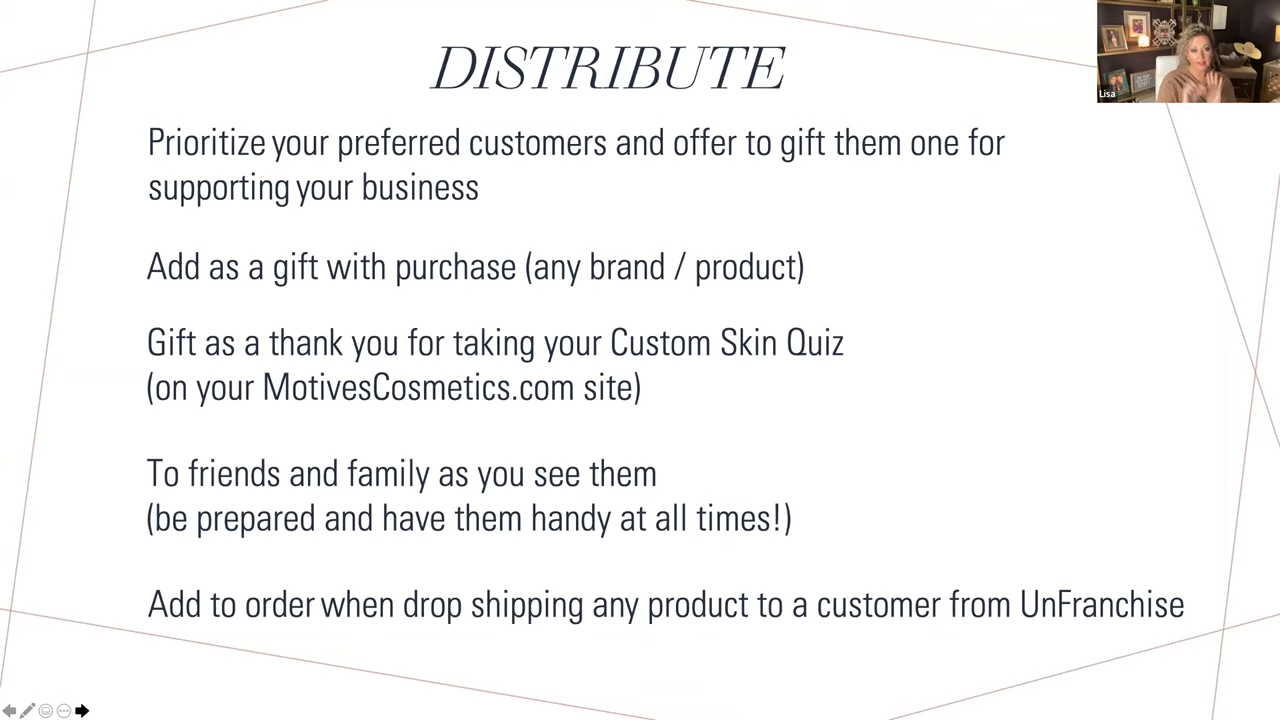 DISTRIBUTE
Lisa
Prioritize your preferred customers and offer to gift them one for
supporting your business
Add as a gift with purchase (any brand / product)
Gift as a thank you for taking your Custom Skin Quiz
(on your MotivesCosmetics.com site)
To friends and family as you see them
(be prepared and have them handy at all times!)
Add to order when drop shipping any product to a customer from UnFranchise